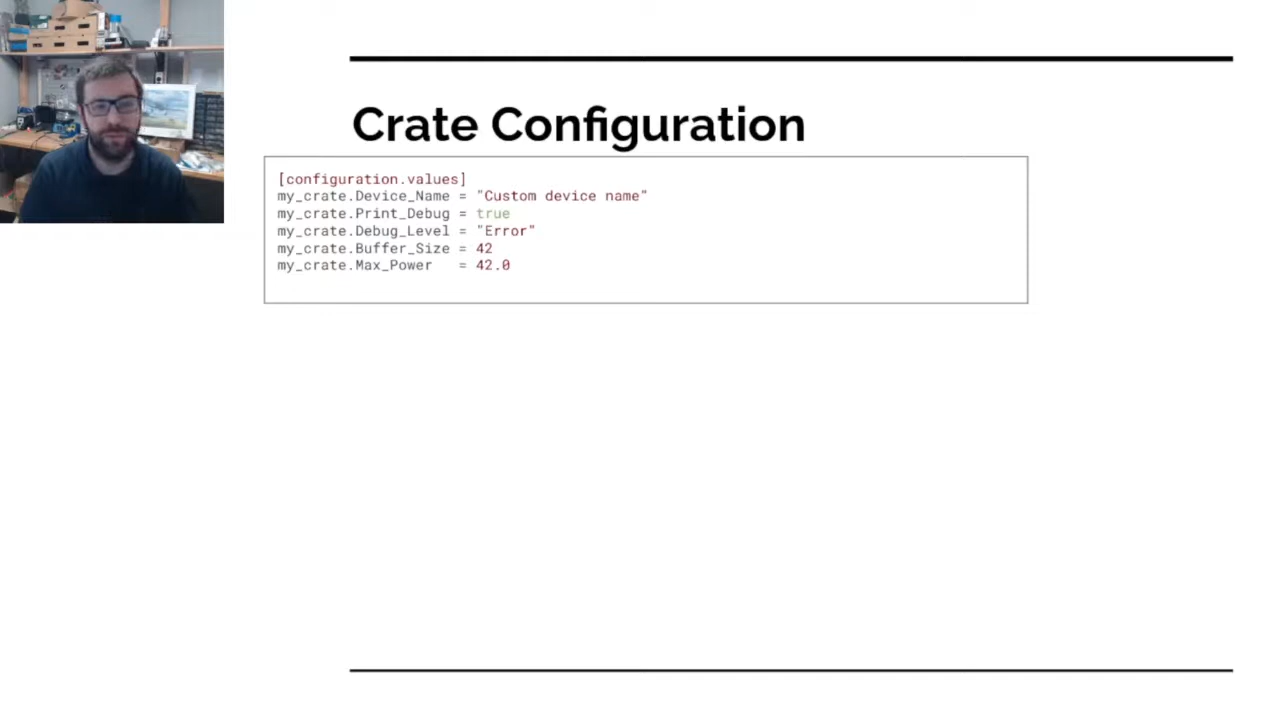 Crate Configuration
[configuration.values]
my_crate.Device_Name = "Custom device name"
my_crate.Print_Debug = true
my_crate.Debug_Level = "Error"
my_crate.Buffer_Size = 42
my_crate.Max_Power   = 42.0